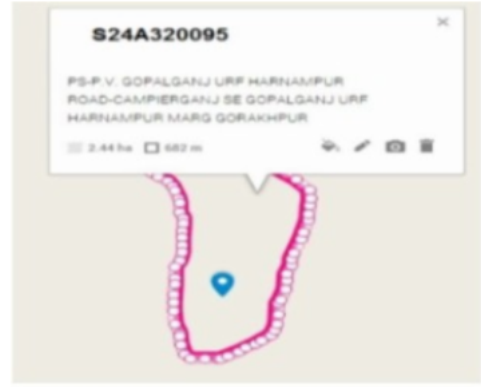 S24A320095
PS-P.V. GOPALGANJ URF HARNAMPUR
ROAD-CAMPIERGANJ SE GOPALGANJ URF
HARNAMPUR MARG GORAKHPUR
2.44 ha 682 m